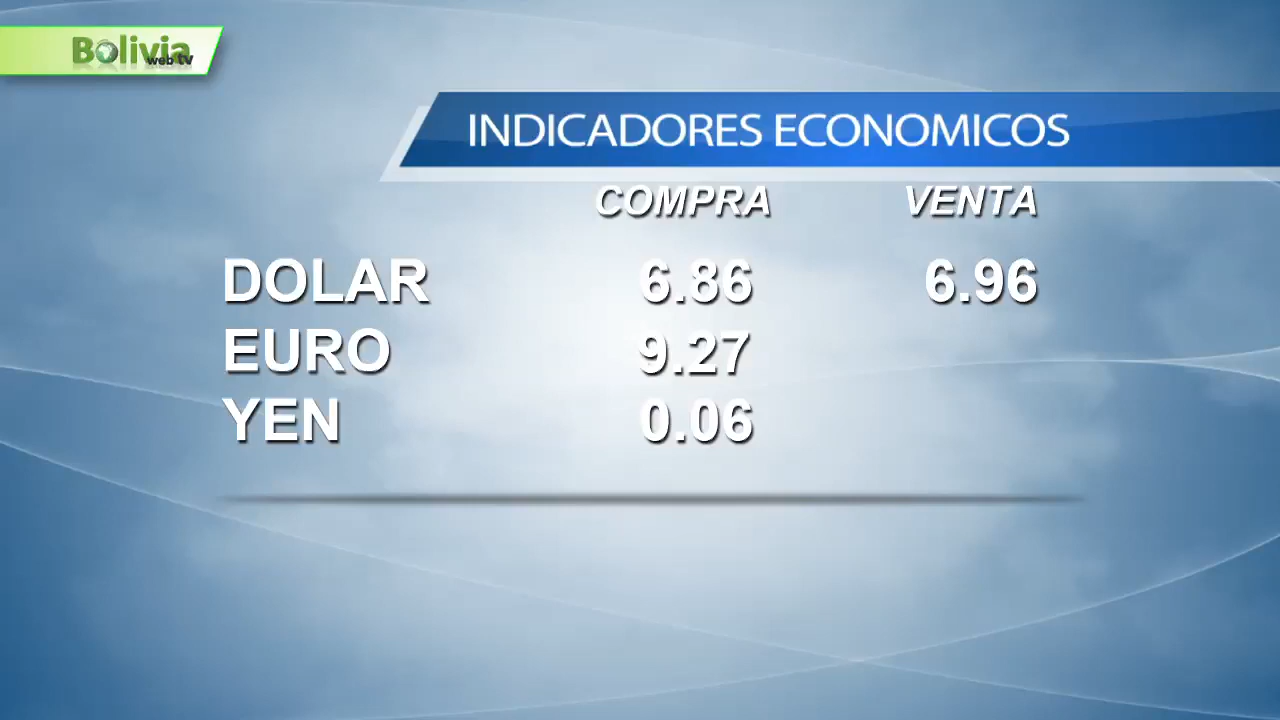 Bolivia
web tv
INDICADORES ECONOMICOS
COMPRA VENTA
DOLAR 6.86 6.96
EURO 9.27
YEN 0.06